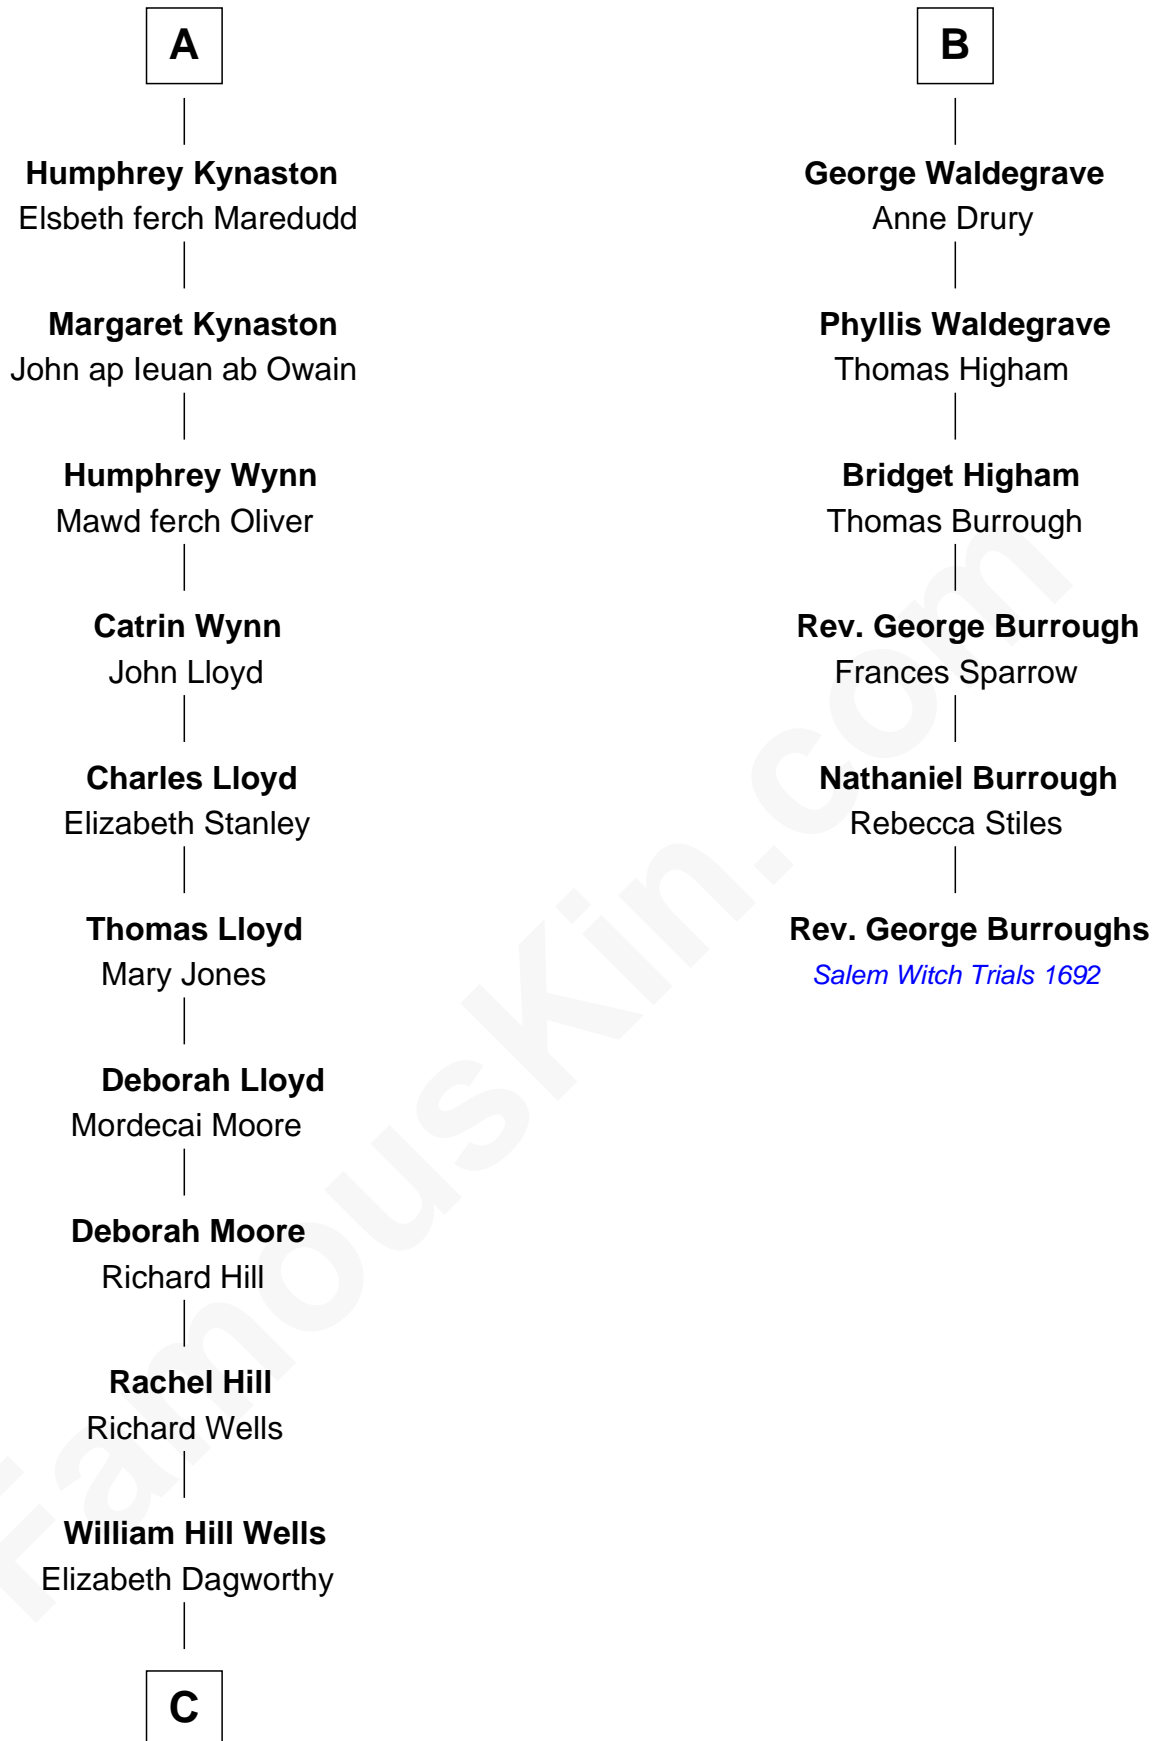 A
Humphrey Kynaston
Elsbeth ferch Maredudd
Margaret Kynaston
John ap Ieuan ab Owain
Humphrey Wynn
Mawd ferch Oliver
Catrin Wynn
John Lloyd
Charles Lloyd
Elizabeth Stanley
Thomas Lloyd
Mary Jones
Deborah Lloyd
Mordecai Moore
Deborah Moore
Richard Hill
Rachel Hill
Richard Wells
William Hill Wells
Elizabeth Dagworthy
C
B
George Waldegrave
Anne Drury
Phyllis Waldegrave
Thomas Higham
Bridget Higham
Thomas Burrough
Rev. George Burrough
Frances Sparrow
Nathaniel Burrough
Rebecca Stiles
Rev. George Burroughs
Salem Witch Trials 1692
FamousKin.com